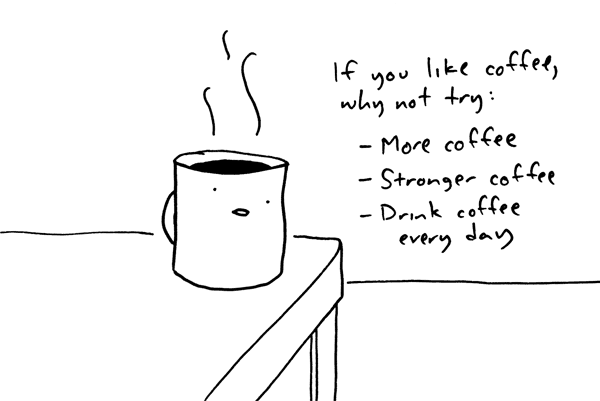 If you like coffee,
why not try:
- More coffee
- Stronger coffee
- Drink coffee
every day